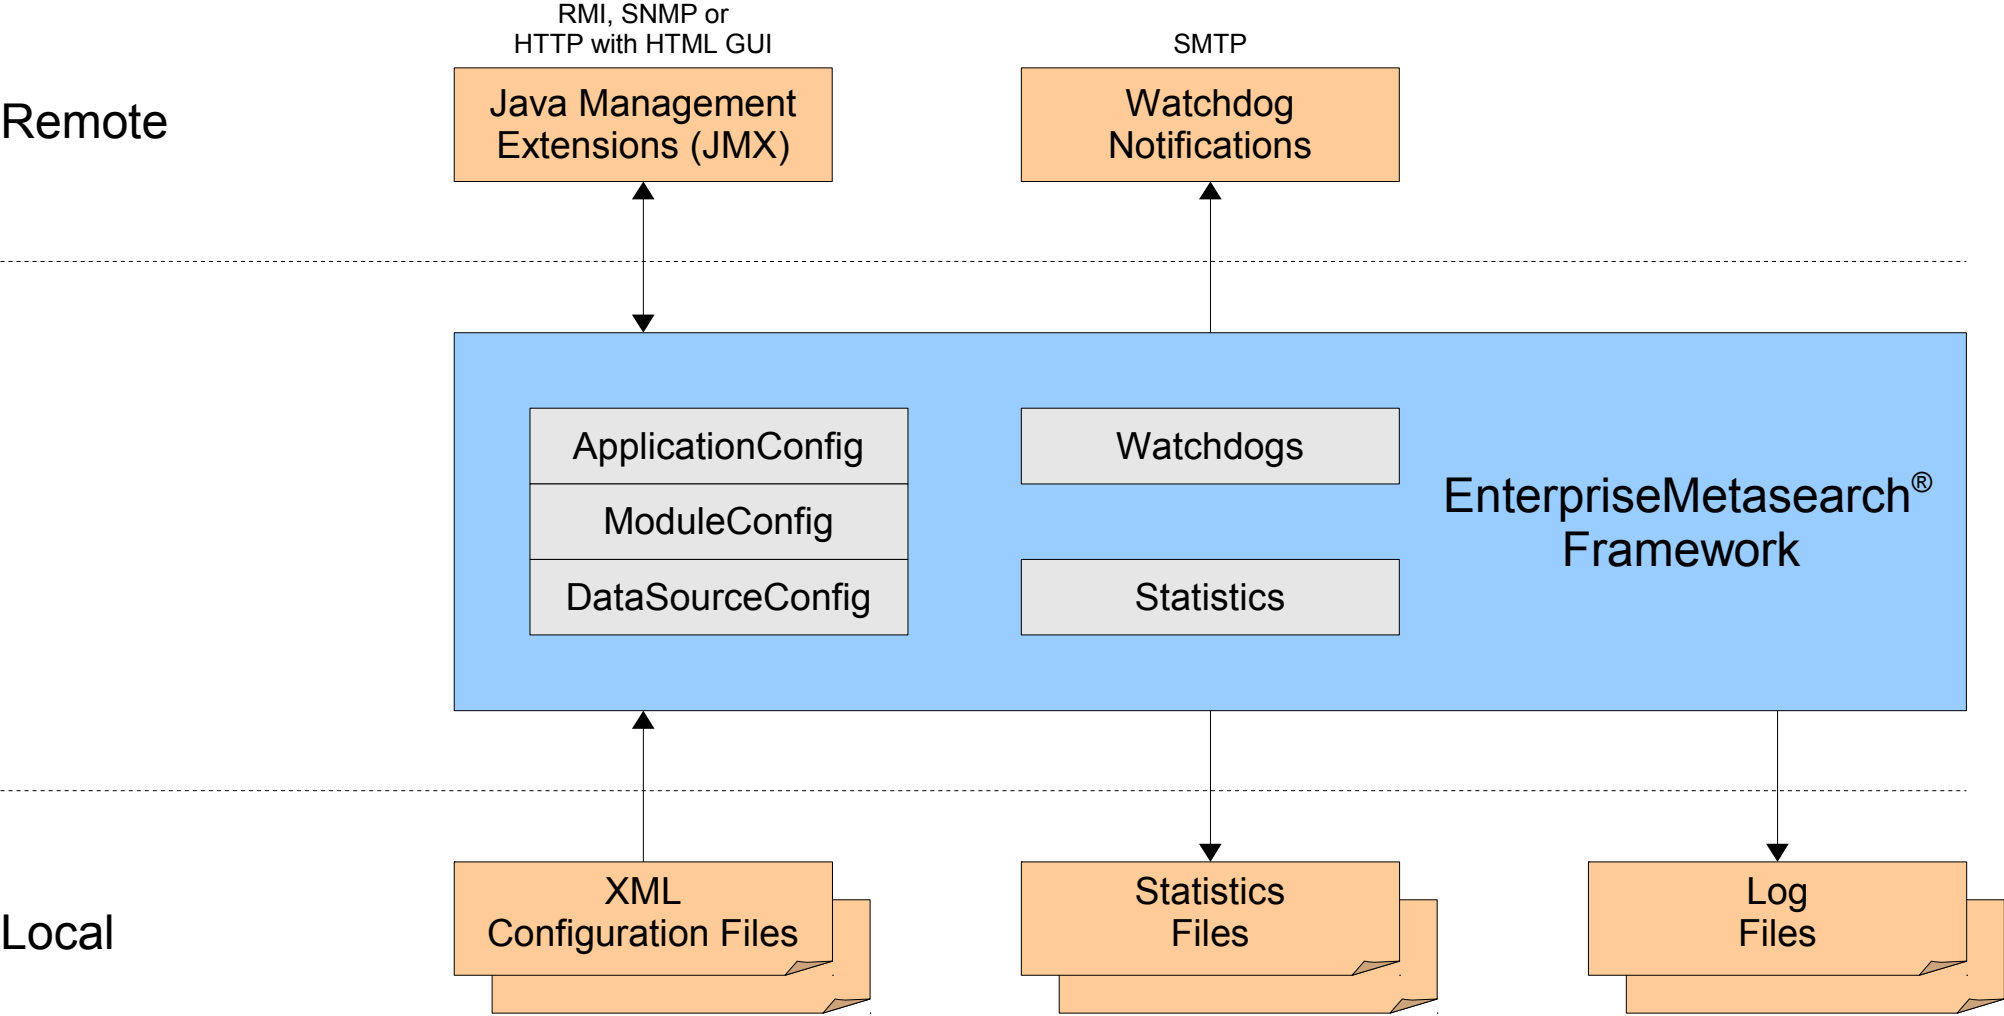 RMI, SNMP or
HTTP with HTML GUI
SMTP
Remote
Java Management
Extensions (JMX)
Watchdog
Notifications
ApplicationConfig
ModuleConfig
DataSourceConfig
Watchdogs
Statistics
EnterpriseMetasearch®
Framework
Local
XML
Configuration Files
Statistics
Files
Log
Files